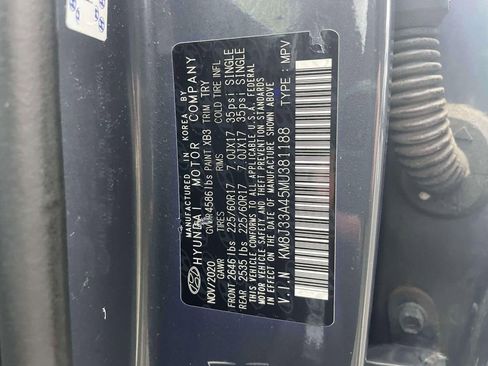 MANUFACTURED IN KOREA BY
HYUNDAI MOTOR COMPANY
NOV/2020 GVWR 4586 lbs PAINT XB3 TRIM TRY
GAWR RIMS COLD TIRE INFL
FRONT 2646 lbs 225/60R17 7.0JX17 35psi SINGLE
REAR 2535 lbs 225/60R17 7.0JX17 35psi SINGLE
THIS VEHICLE CONFORMS TO ALL APPLICABLE U.S.A. FEDERAL
MOTOR VEHICLE SAFETY, BUMPER, AND THEFT PREVENTION STANDARDS
IN EFFECT ON THE DATE OF MANUFACTURE SHOWN ABOVE
V.I.N KM8J33A45MU381188 TYPE : MPV